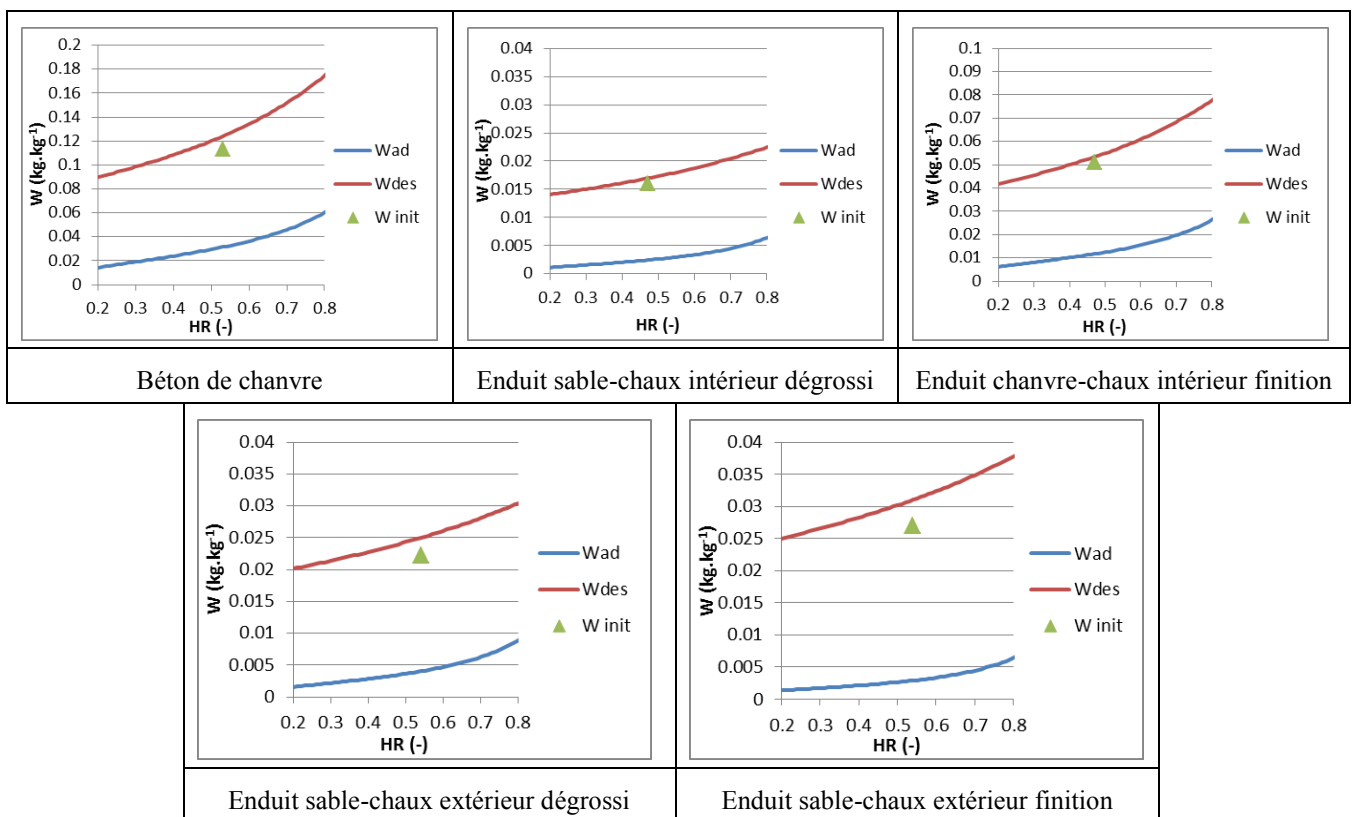 0.2
0.18
0.16
0.14
0.12
0.1
0.08
0.06
0.04
0.02
0
W (kg.kg⁻¹)
0.2 0.3 0.4 0.5 0.6 0.7 0.8
HR (-)
Wad
Wdes
W init
Béton de chanvre
0.04
0.035
0.03
0.025
0.02
0.015
0.01
0.005
0
W (kg.kg⁻¹)
0.2 0.3 0.4 0.5 0.6 0.7 0.8
HR (-)
Wad
Wdes
W init
Enduit sable-chaux intérieur dégrossi
0.1
0.09
0.08
0.07
0.06
0.05
0.04
0.03
0.02
0.01
0
W (kg.kg⁻¹)
0.2 0.3 0.4 0.5 0.6 0.7 0.8
HR (-)
Wad
Wdes
W init
Enduit chanvre-chaux intérieur finition
0.04
0.035
0.03
0.025
0.02
0.015
0.01
0.005
0
W (kg.kg⁻¹)
0.2 0.3 0.4 0.5 0.6 0.7 0.8
HR (-)
Wad
Wdes
W init
Enduit sable-chaux extérieur dégrossi
0.04
0.035
0.03
0.025
0.02
0.015
0.01
0.005
0
W (kg.kg⁻¹)
0.2 0.3 0.4 0.5 0.6 0.7 0.8
HR (-)
Wad
Wdes
W init
Enduit sable-chaux extérieur finition